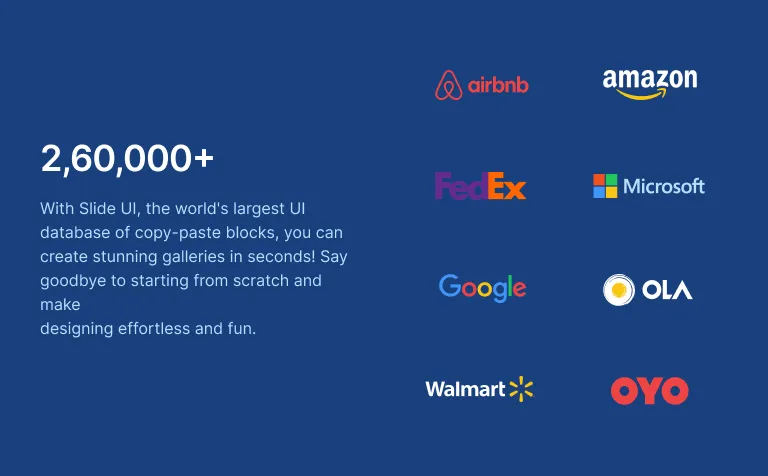 2,60,000+
With Slide UI, the world's largest UI
database of copy-paste blocks, you can
create stunning galleries in seconds! Say
goodbye to starting from scratch and
make
designing effortless and fun.
airbnb
amazon
FedEx
Microsoft
Google
OLA
Walmart
OYO